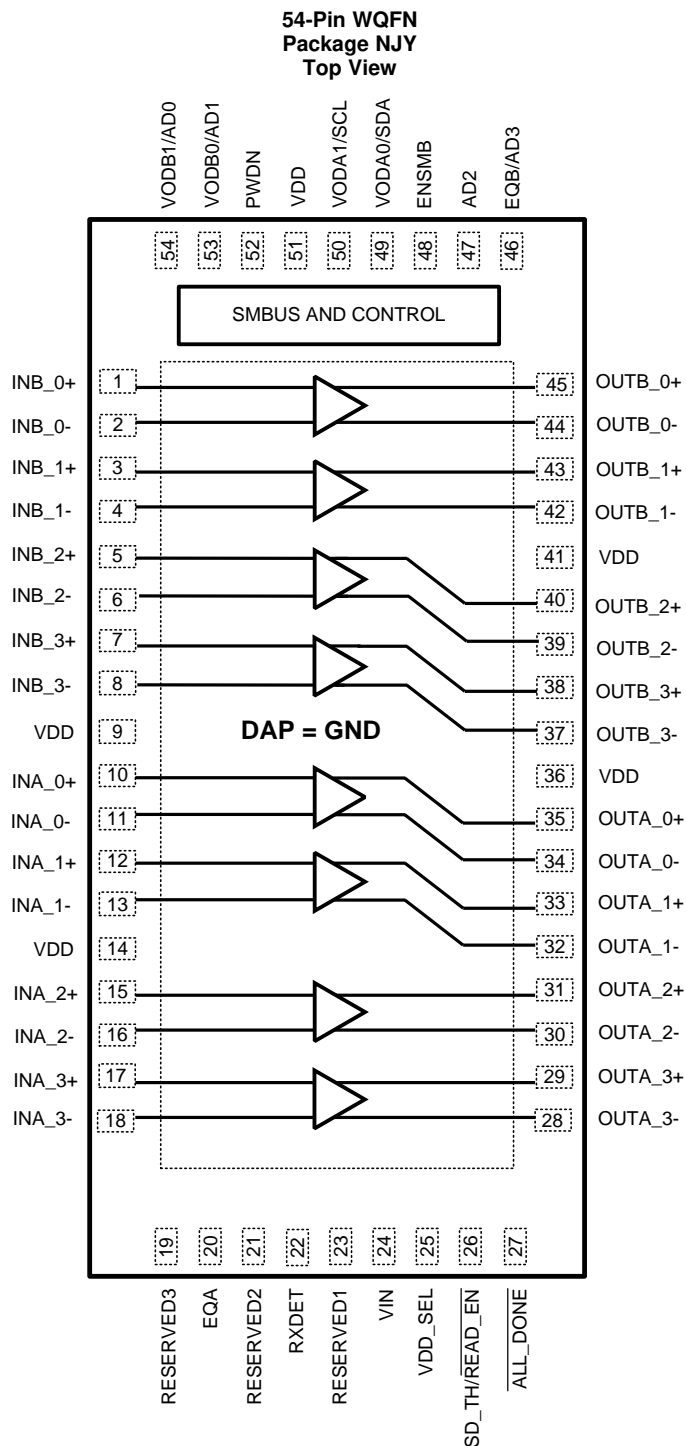 54-Pin WQFN
Package NJY
Top View
VODB1/AD0
VODB0/AD1
PWDN
VDD
VODA1/SCL
VODA0/SDA
ENSMB
AD2
EQB/AD3
54
53
52
51
50
49
48
47
46
SMBUS AND CONTROL
INB_0+ 1 45 OUTB_0+
INB_0- 2 44 OUTB_0-
INB_1+ 3 43 OUTB_1+
INB_1- 4 42 OUTB_1-
INB_2+ 5 41 VDD
INB_2- 6 40 OUTB_2+
INB_3+ 7 39 OUTB_2-
INB_3- 8 38 OUTB_3+
VDD 9 DAP = GND 37 OUTB_3-
INA_0+ 10 36 VDD
INA_0- 11 35 OUTA_0+
INA_1+ 12 34 OUTA_0-
INA_1- 13 33 OUTA_1+
VDD 14 32 OUTA_1-
INA_2+ 15 31 OUTA_2+
INA_2- 16 30 OUTA_2-
INA_3+ 17 29 OUTA_3+
INA_3- 18 28 OUTA_3-
19
20
21
22
23
24
25
26
27
RESERVED3
EQA
RESERVED2
RXDET
RESERVED1
VIN
VDD_SEL
SD_TH/READ_EN
ALL_DONE